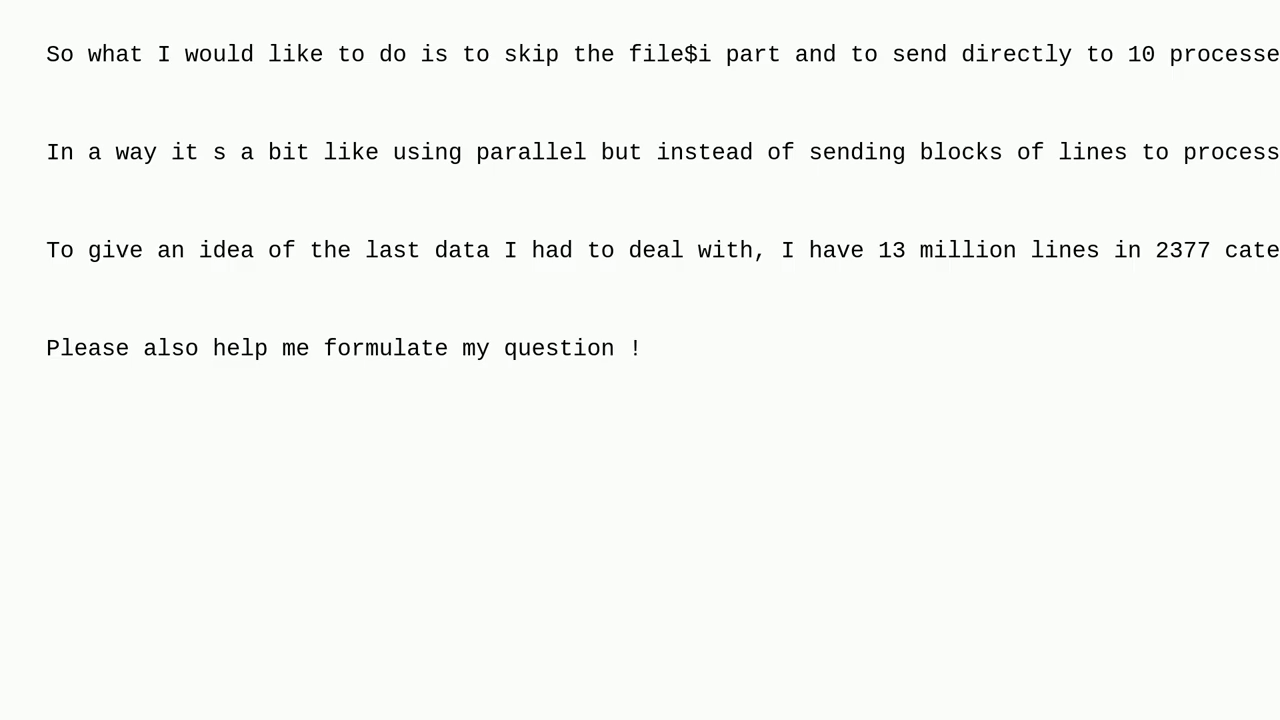 So what I would like to do is to skip the file$i part and to send directly to 10 processe
In a way it s a bit like using parallel but instead of sending blocks of lines to process
To give an idea of the last data I had to deal with, I have 13 million lines in 2377 cate
Please also help me formulate my question !